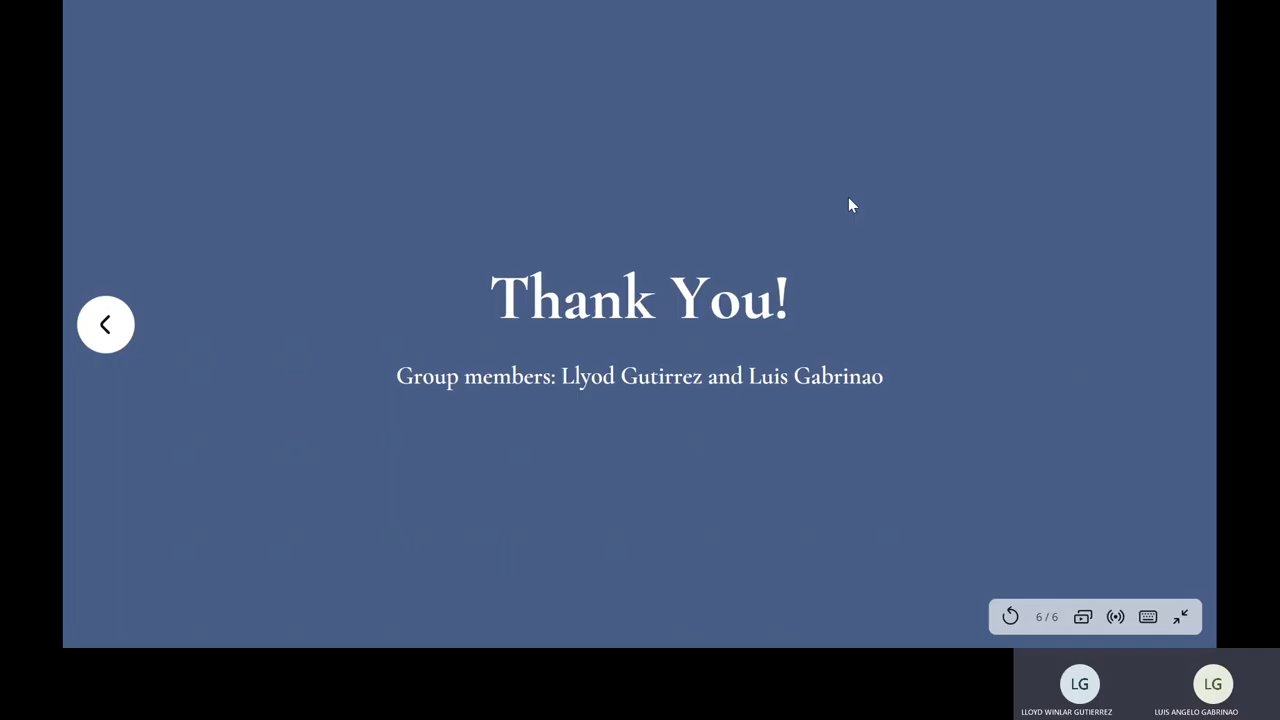 Thank You!
Group members: Llyod Gutirrez and Luis Gabrinao
6 / 6
LG
LG
LLOYD WINLAR GUTIERREZ
LUIS ANGELO GABRINAO